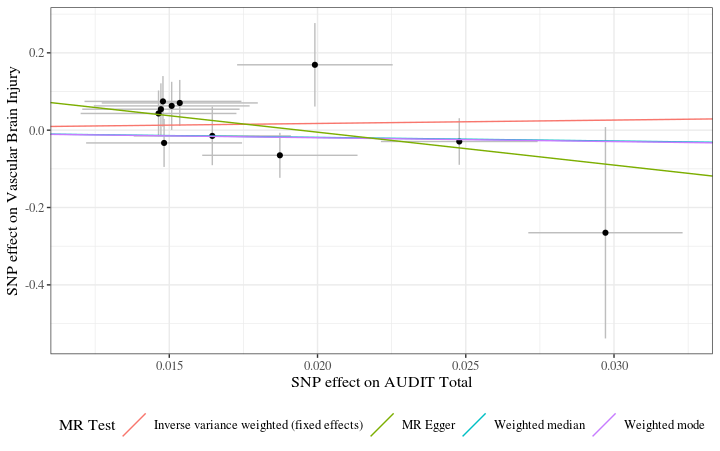 SNP effect on Vascular Brain Injury
0.2
0.0
-0.2
-0.4
0.015 0.020 0.025 0.030
SNP effect on AUDIT Total
MR Test Inverse variance weighted (fixed effects) MR Egger Weighted median Weighted mode